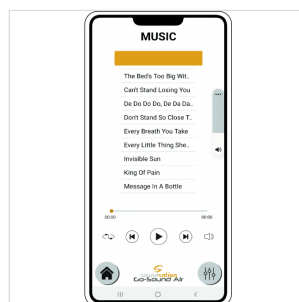 MUSIC
The Bed's Too Big Wit..
Can't Stand Losing You
De Do Do Do, De Da Da..
Don't Stand So Close T..
Every Breath You Take
Every Little Thing She..
Invisible Sun
King Of Pain
Message In A Bottle
00:00 00:00
soundsation
Go-Sound Air